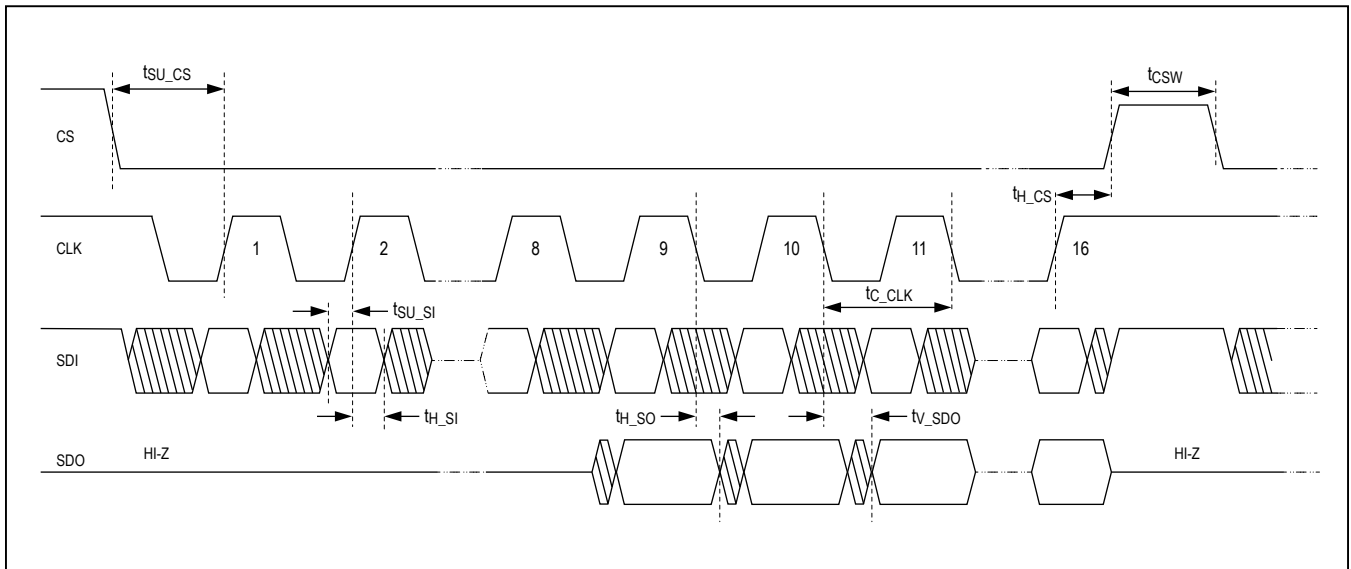 tSU_CS
tCSW
CS
tH_CS
CLK
1
2
8
9
10
11
16
tSU_SI
tC_CLK
SDI
tH_SI
tH_SO
tV_SDO
SDO
HI-Z
HI-Z